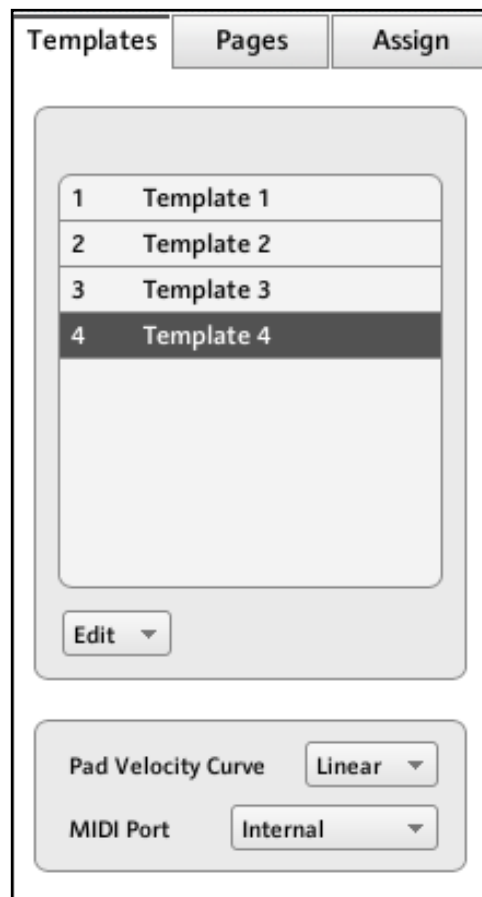 Templates Pages Assign
1 Template 1
2 Template 2
3 Template 3
4 Template 4
Edit
Pad Velocity Curve Linear
MIDI Port Internal